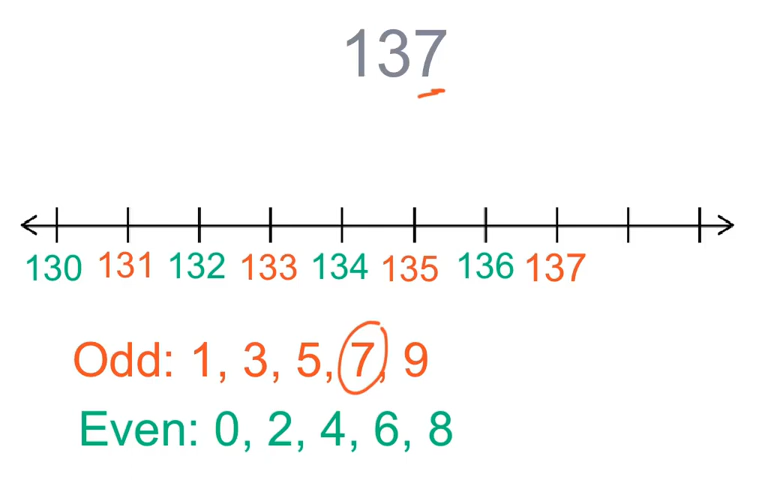 137
130 131 132 133 134 135 136 137
Odd: 1, 3, 5, 7, 9
Even: 0, 2, 4, 6, 8